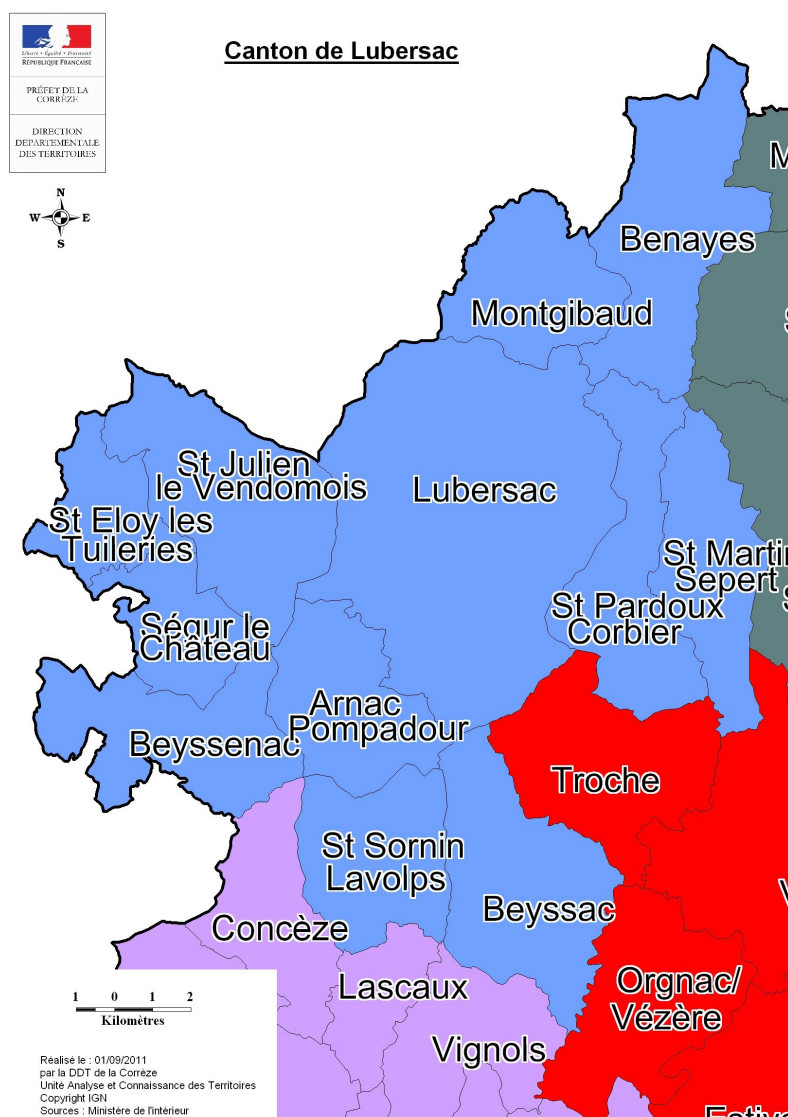 Canton de Lubersac
Liberté • Égalité • Fraternité
RÉPUBLIQUE FRANÇAISE
PRÉFET DE LA
CORRÈZE
DIRECTION
DEPARTEMENTALE
DES TERRITOIRES
N
W E
S
M
Benayes
Montgibaud
S
St Julien
le Vendomois
Lubersac
St Eloy les
Tuileries
St Martin
Sepert
S
St Pardoux
Corbier
Ségur le
Château
Arnac
Pompadour
Beyssenac
Troche
St Sornin
Lavolps
V
Beyssac
Concèze
Lascaux
Orgnac/
Vézère
Vignols
Estiva
1 0 1 2
Kilomètres
Réalisé le : 01/09/2011
par la DDT de la Corrèze
Unité Analyse et Connaissance des Territoires
Copyright IGN
Sources : Ministère de l'intérieur